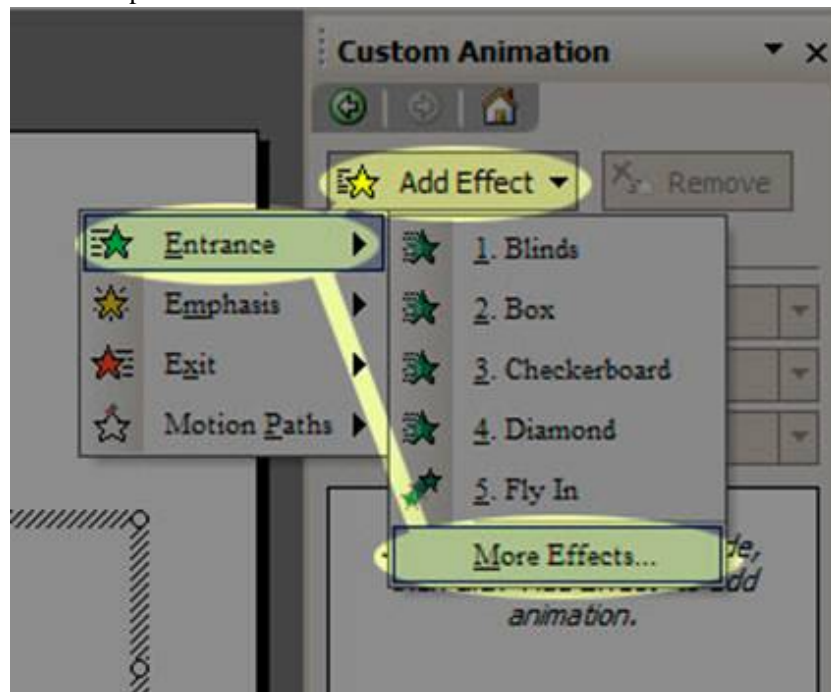 Custom Animation
Add Effect
Remove
Entrance
Emphasis
Exit
Motion Paths
1. Blinds
2. Box
3. Checkerboard
4. Diamond
5. Fly In
More Effects...
add
animation.